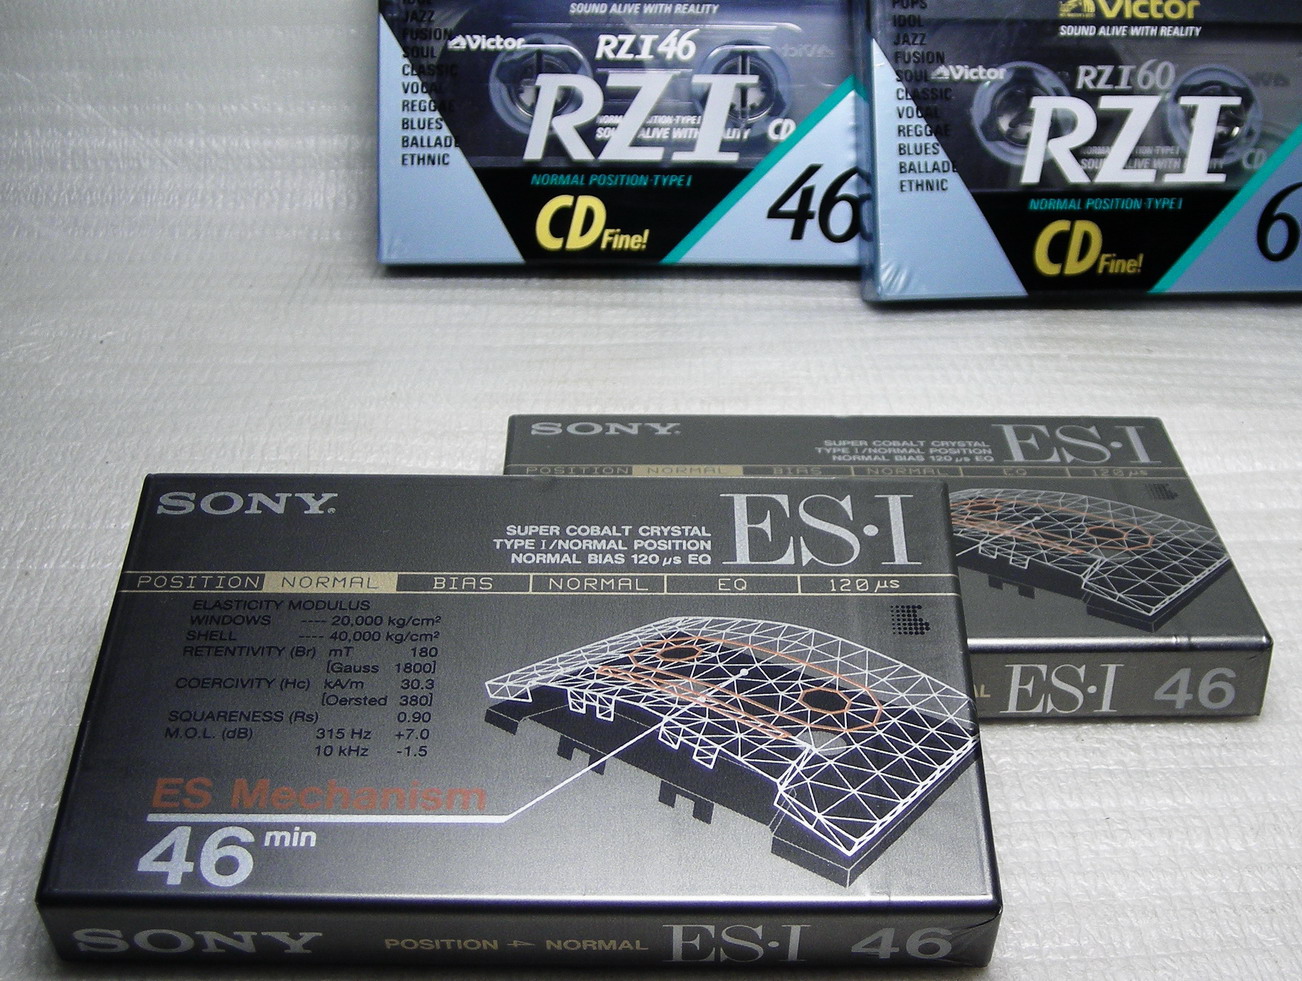 SOUND ALIVE WITH REALITY
JAZZ
FUSION
SOUL
CLASSIC
VOCAL
REGGAE
BLUES
BALLADE
ETHNIC
Victor
RZI 46
RZI
CD
NORMAL POSITION·TYPE I
CD Fine!
46
Victor
SOUND ALIVE WITH REALITY
POPS
IDOL
JAZZ
FUSION
SOUL
CLASSIC
VOCAL
REGGAE
BLUES
BALLADE
ETHNIC
Victor
RZI 60
RZI
CD
NORMAL POSITION·TYPE I
CD Fine!
6
SONY®
SUPER COBALT CRYSTAL
TYPE I/NORMAL POSITION
NORMAL BIAS 120 μs EQ
ES·I
POSITION NORMAL BIAS NORMAL EQ 120 μs
ES·I 46
SONY®
SUPER COBALT CRYSTAL
TYPE I/NORMAL POSITION
NORMAL BIAS 120 μs EQ
ES·I
POSITION NORMAL BIAS NORMAL EQ 120 μs
ELASTICITY MODULUS
WINDOWS ---- 20,000 kg/cm²
SHELL ---- 40,000 kg/cm²
RETENTIVITY (Br) mT 180
[Gauss 1800]
COERCIVITY (Hc) kA/m 30.3
[Oersted 380]
SQUARENESS (Rs) 0.90
M.O.L. (dB) 315 Hz +7.0
10 kHz -1.5
ES Mechanism
46 min
SONY POSITION NORMAL ES·I 46